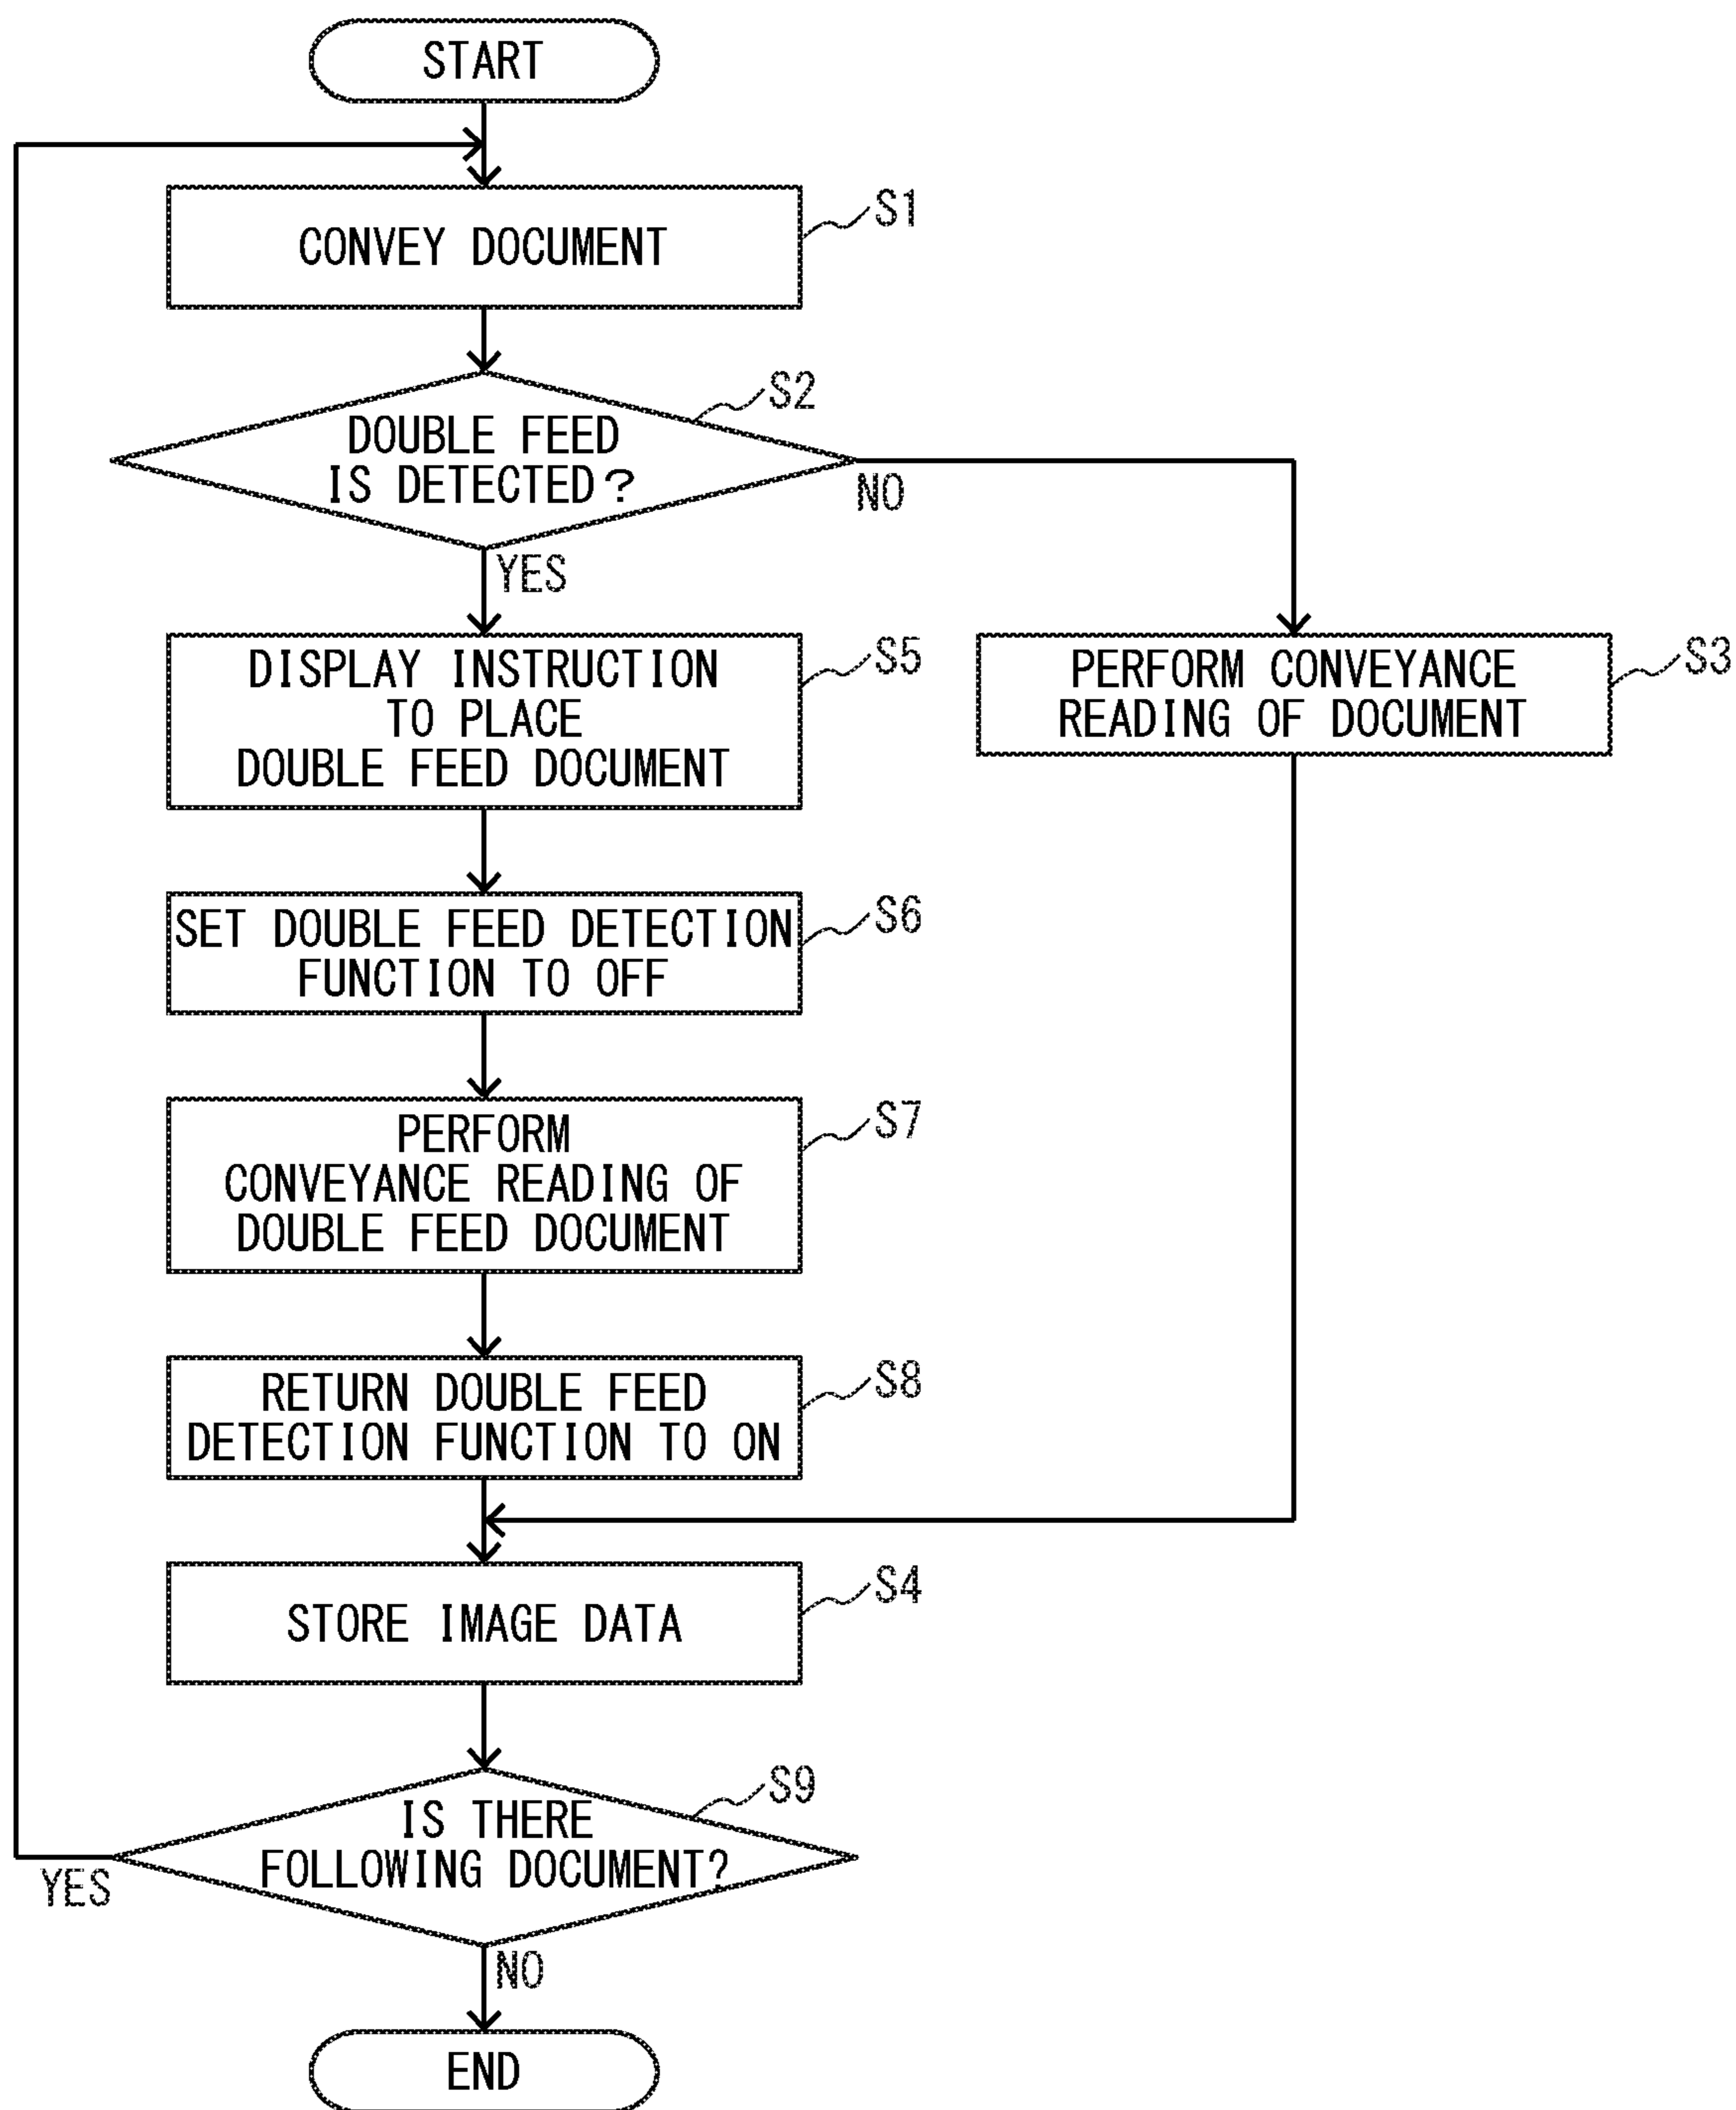 START
CONVEY DOCUMENT
S1
DOUBLE FEED
IS DETECTED?
S2
NO
YES
DISPLAY INSTRUCTION
TO PLACE
DOUBLE FEED DOCUMENT
S5
PERFORM CONVEYANCE
READING OF DOCUMENT
S3
SET DOUBLE FEED DETECTION
FUNCTION TO OFF
S6
PERFORM
CONVEYANCE READING OF
DOUBLE FEED DOCUMENT
S7
RETURN DOUBLE FEED
DETECTION FUNCTION TO ON
S8
STORE IMAGE DATA
S4
IS THERE
FOLLOWING DOCUMENT?
S9
YES
NO
END